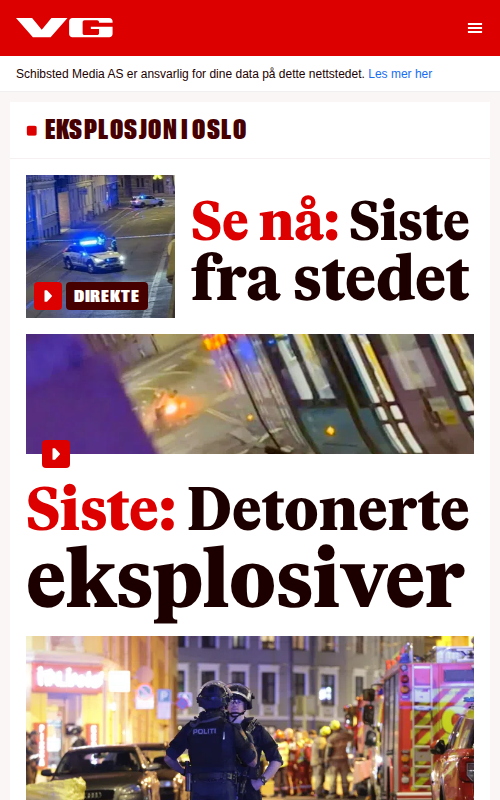 VG
Schibsted Media AS er ansvarlig for dine data på dette nettstedet. Les mer her
EKSPLOSJON I OSLO
Se nå: Siste
fra stedet
DIREKTE
Siste: Detonerte
eksplosiver
POLITI